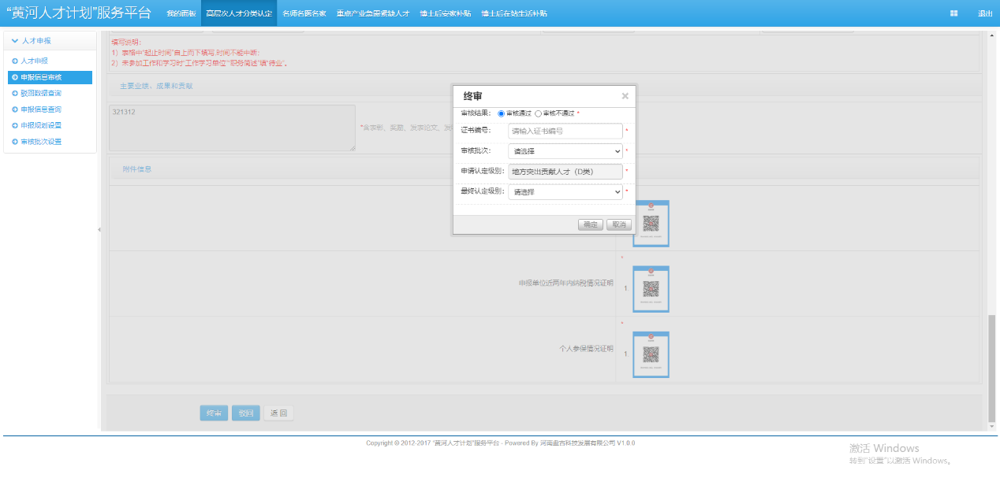 “黄河人才计划”服务平台 我的面板 高层次人才分类认定 名师名医名家 重点产业急需紧缺人才 博士后安家补贴 博士后在站生活补贴 退出
人才申报
人才申报
申报信息审核
驳回数据查询
申报信息查询
申报规划设置
审核批次设置
填写说明:
1）表格中“起止时间”自上而下填写,时间不能中断;
2）未参加工作和学习时“工作学习单位”“职务简述”填“待业”。
主要业绩、成果和贡献
321312
*含表彰、奖励、发表论文、发
附件信息
终审 ×
审核结果: 审核通过 审核不通过 *
证书编号: 请输入证书编号 *
审核批次: 请选择 *
申请认定级别: 地方突出贡献人才（D类） *
最终认定级别: 请选择 *
确定 取消
*
申报单位近两年内纳税情况证明 1.
*
个人参保情况证明 1.
终审 驳回 返 回
Copyright © 2012-2017 “黄河人才计划”服务平台 - Powered By 河南壹古科技发展有限公司 V1.0.0
激活 Windows
转到“设置”以激活 Windows。